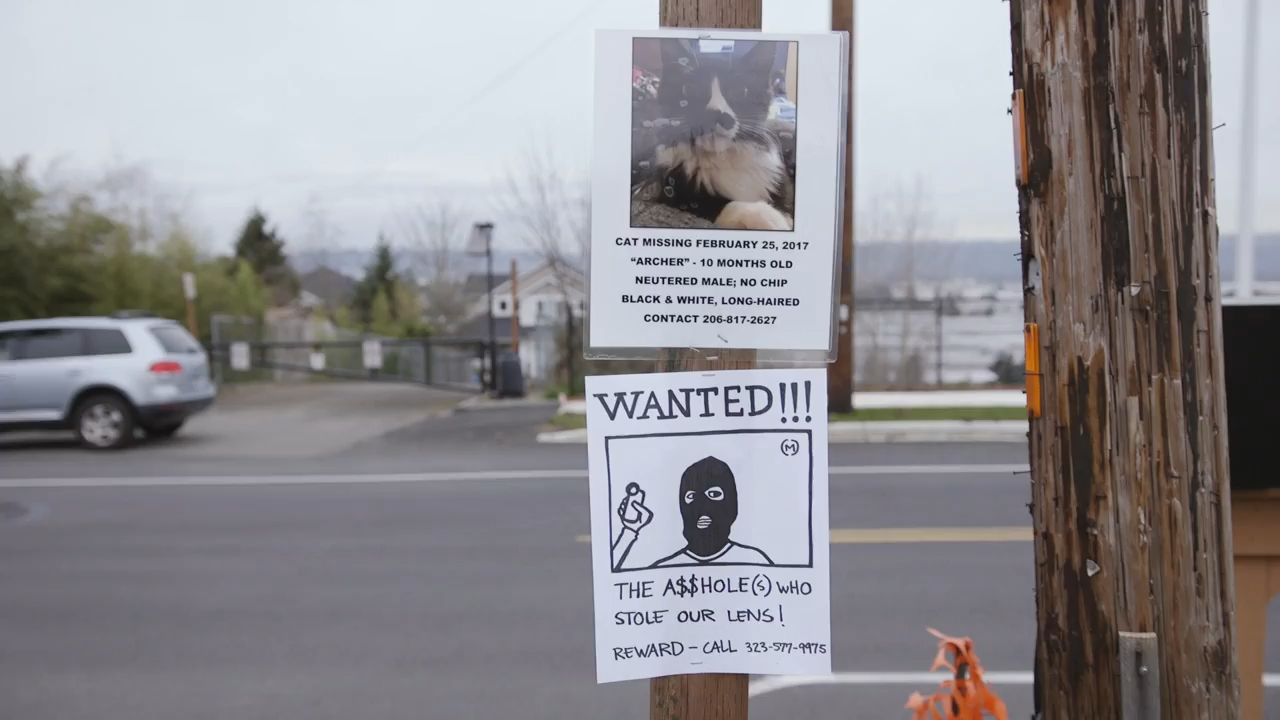 CAT MISSING FEBRUARY 25, 2017
“ARCHER” - 10 MONTHS OLD
NEUTERED MALE; NO CHIP
BLACK & WHITE, LONG-HAIRED
CONTACT 206-817-2627
WANTED!!!
(M)
THE A$$HOLE(S) WHO
STOLE OUR LENS!
REWARD – CALL 323-577-9975